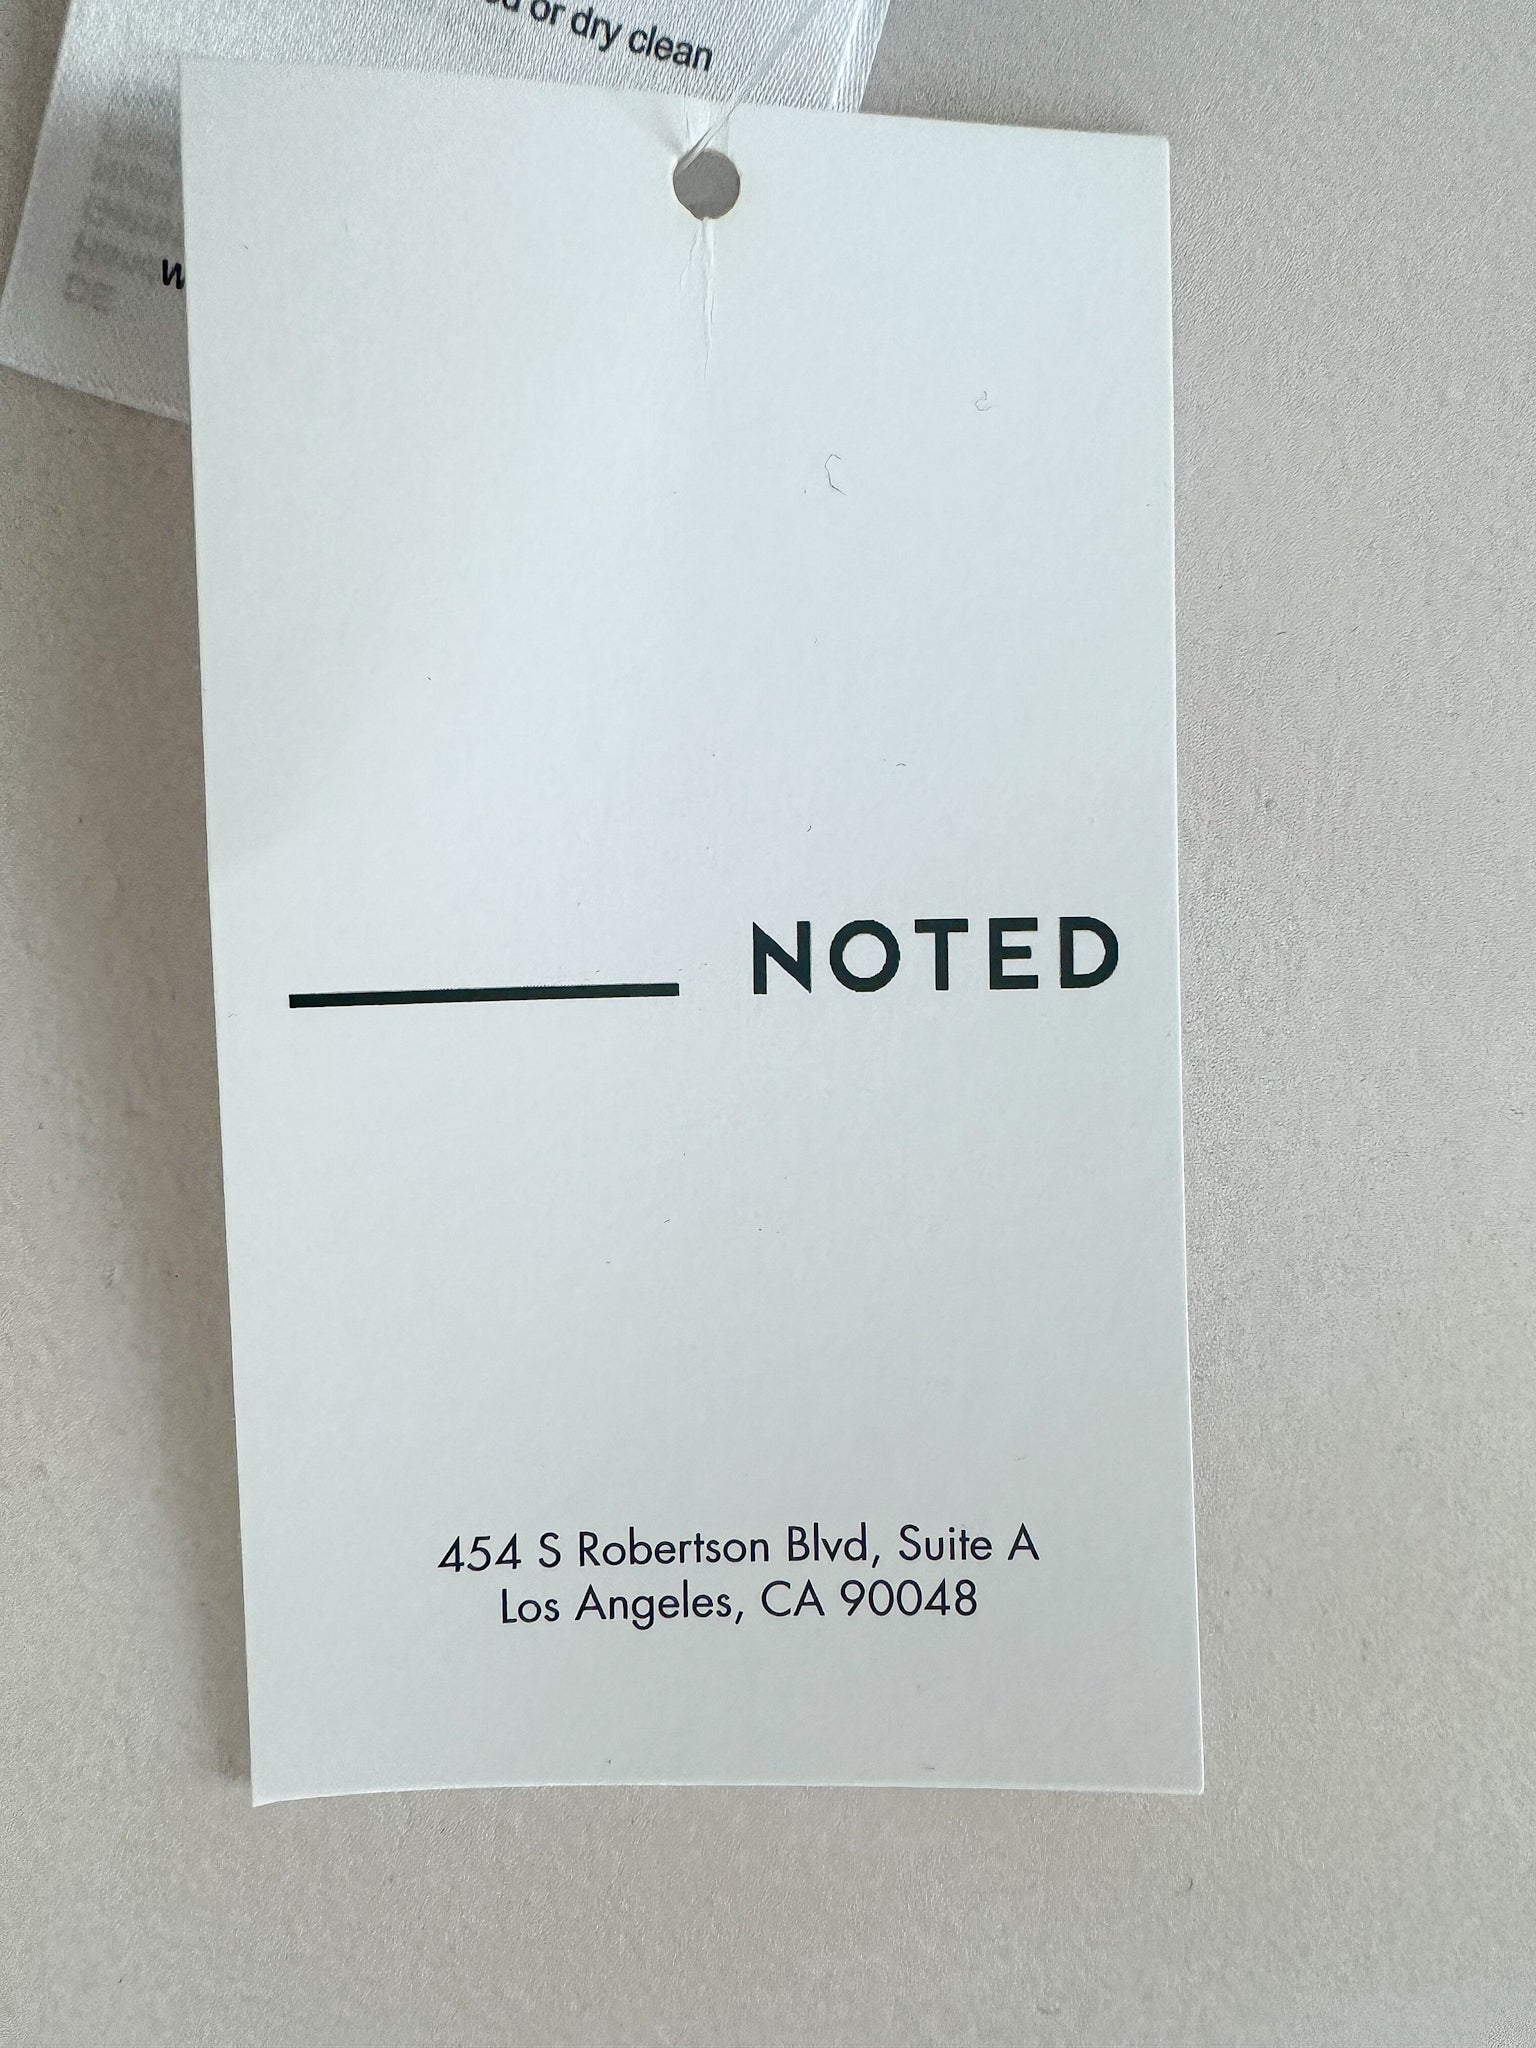 or dry clean
NOTED
454 S Robertson Blvd, Suite A
Los Angeles, CA 90048